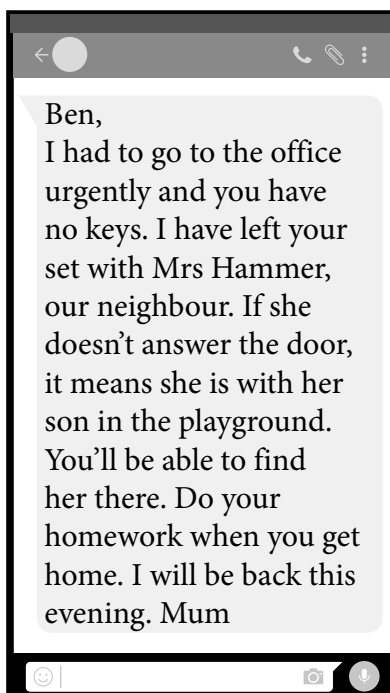 Ben,
I had to go to the office
urgently and you have
no keys. I have left your
set with Mrs Hammer,
our neighbour. If she
doesn’t answer the door,
it means she is with her
son in the playground.
You’ll be able to find
her there. Do your
homework when you get
home. I will be back this
evening. Mum